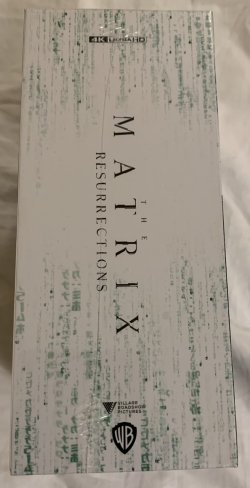 4K ULTRA HD
THE
MATRIX
RESURRECTIONS
VILLAGE
ROADSHOW
PICTURES
WB